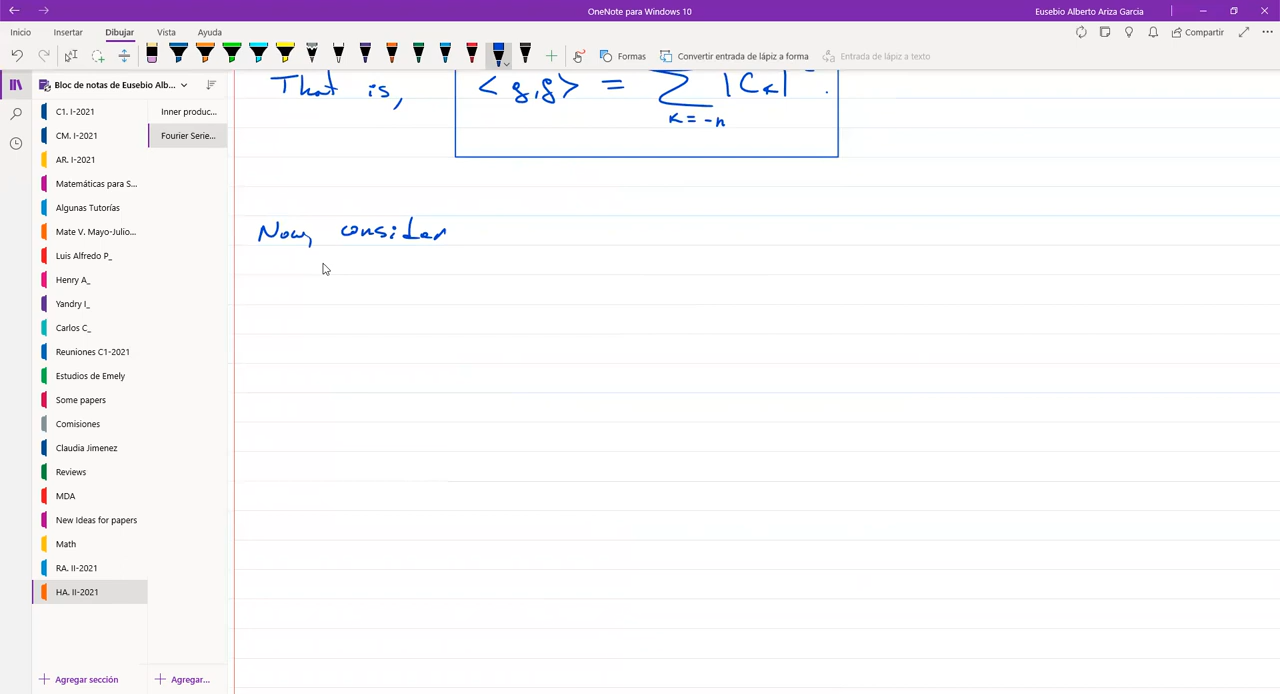 OneNote para Windows 10
Eusebio Alberto Ariza Garcia
Inicio Insertar Dibujar Vista Ayuda
Compartir
Formas Convertir entrada de lápiz a forma Entrada de lápiz a texto
Bloc de notas de Eusebio Alb...
C1. I-2021
CM. I-2021
AR. I-2021
Matemáticas para S...
Algunas Tutorías
Mate V. Mayo-Julio...
Luis Alfredo P_
Henry A_
Yandry I_
Carlos C_
Reuniones C1-2021
Estudios de Emely
Some papers
Comisiones
Claudia Jimenez
Reviews
MDA
New Ideas for papers
Math
RA. II-2021
HA. II-2021
Agregar sección
Inner produc...
Fourier Serie...
Agregar...
That is, < g,g > = ∑ |Cκ| .
κ = -n
Now, consider